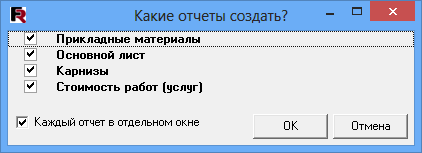 Какие отчеты создать?
Прикладные материалы
Основной лист
Карнизы
Стоимость работ (услуг)
Каждый отчет в отдельном окне
OK
Отмена